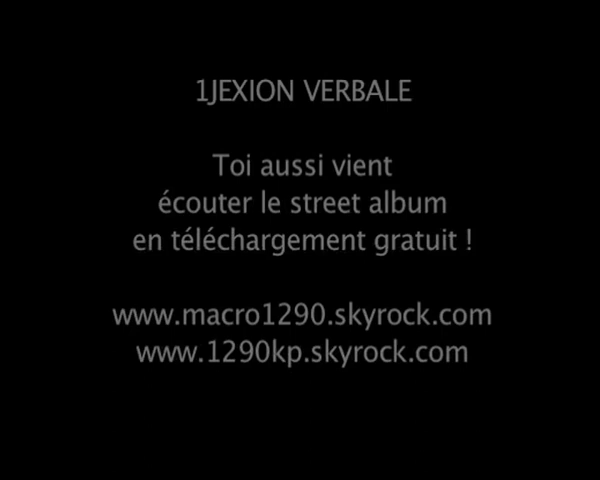 1JEXION VERBALE
Toi aussi vient
écouter le street album
en téléchargement gratuit !
www.macro1290.skyrock.com
www.1290kp.skyrock.com